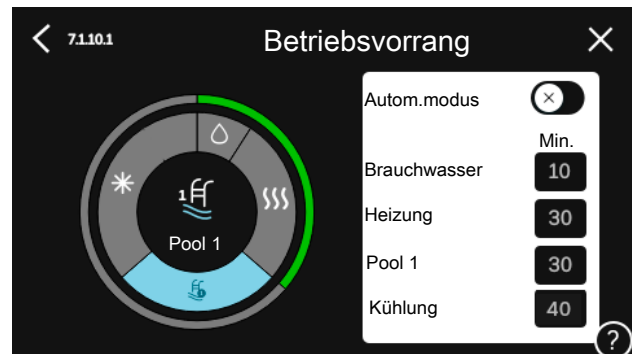 7.1.10.1 Betriebsvorrang
Autom.modus
Min.
Brauchwasser 10
Heizung 30
Pool 1 30
Kühlung 40
1
Pool 1
?